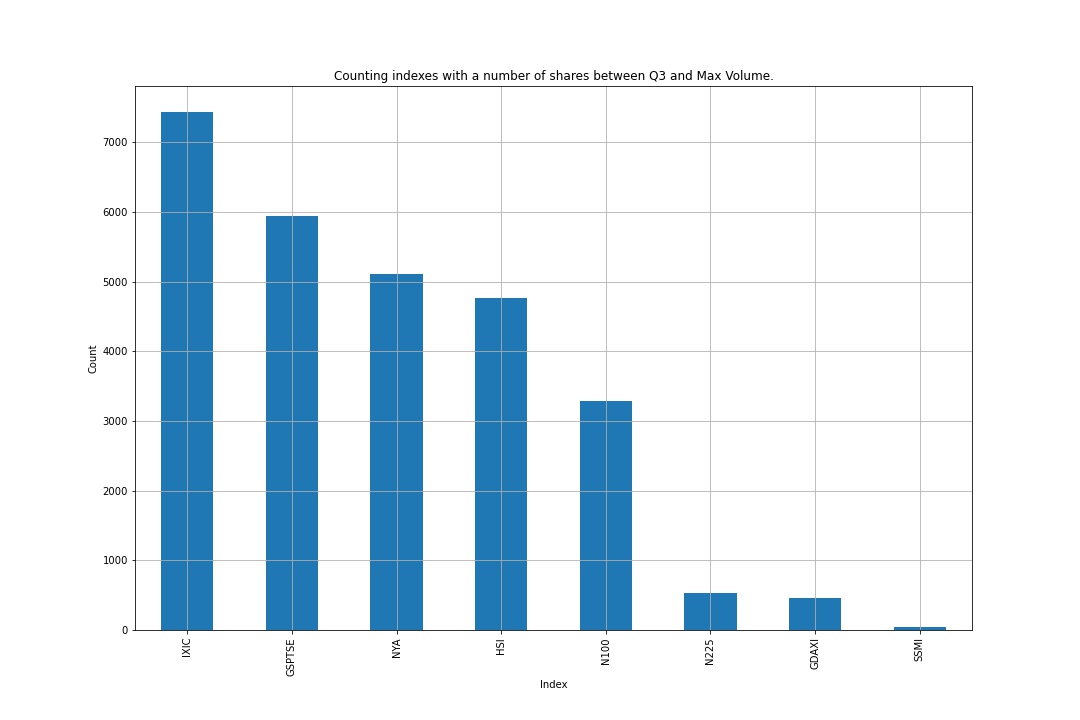 Counting indexes with a number of shares between Q3 and Max Volume.
7000
6000
5000
4000
3000
2000
1000
0
Count
IXIC
GSPTSE
NYA
HSI
N100
N225
GDAXI
SSMI
Index